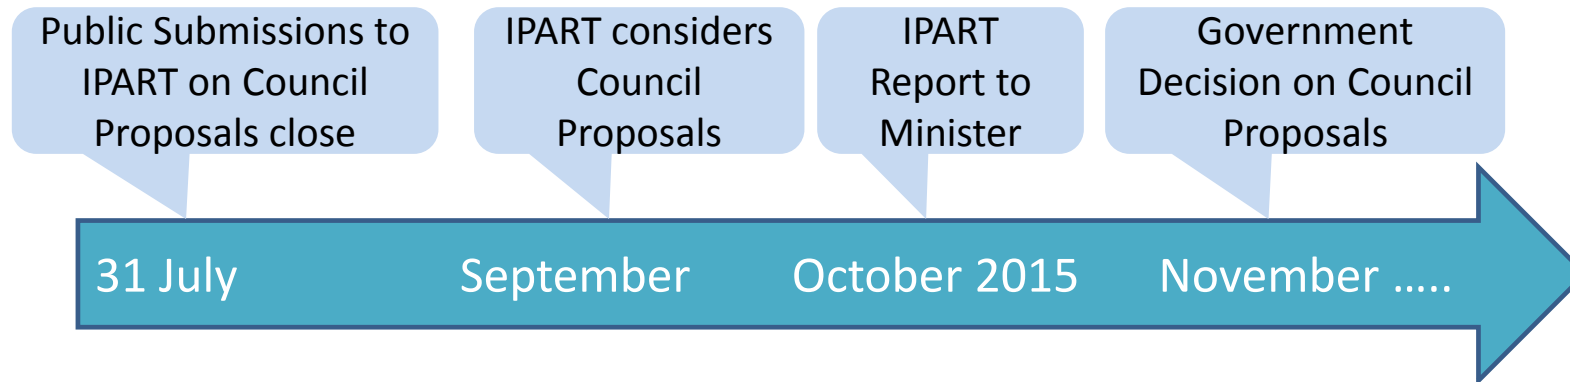 Public Submissions to
IPART on Council
Proposals close
IPART considers
Council
Proposals
IPART
Report to
Minister
Government
Decision on Council
Proposals
31 July
September
October 2015
November .....